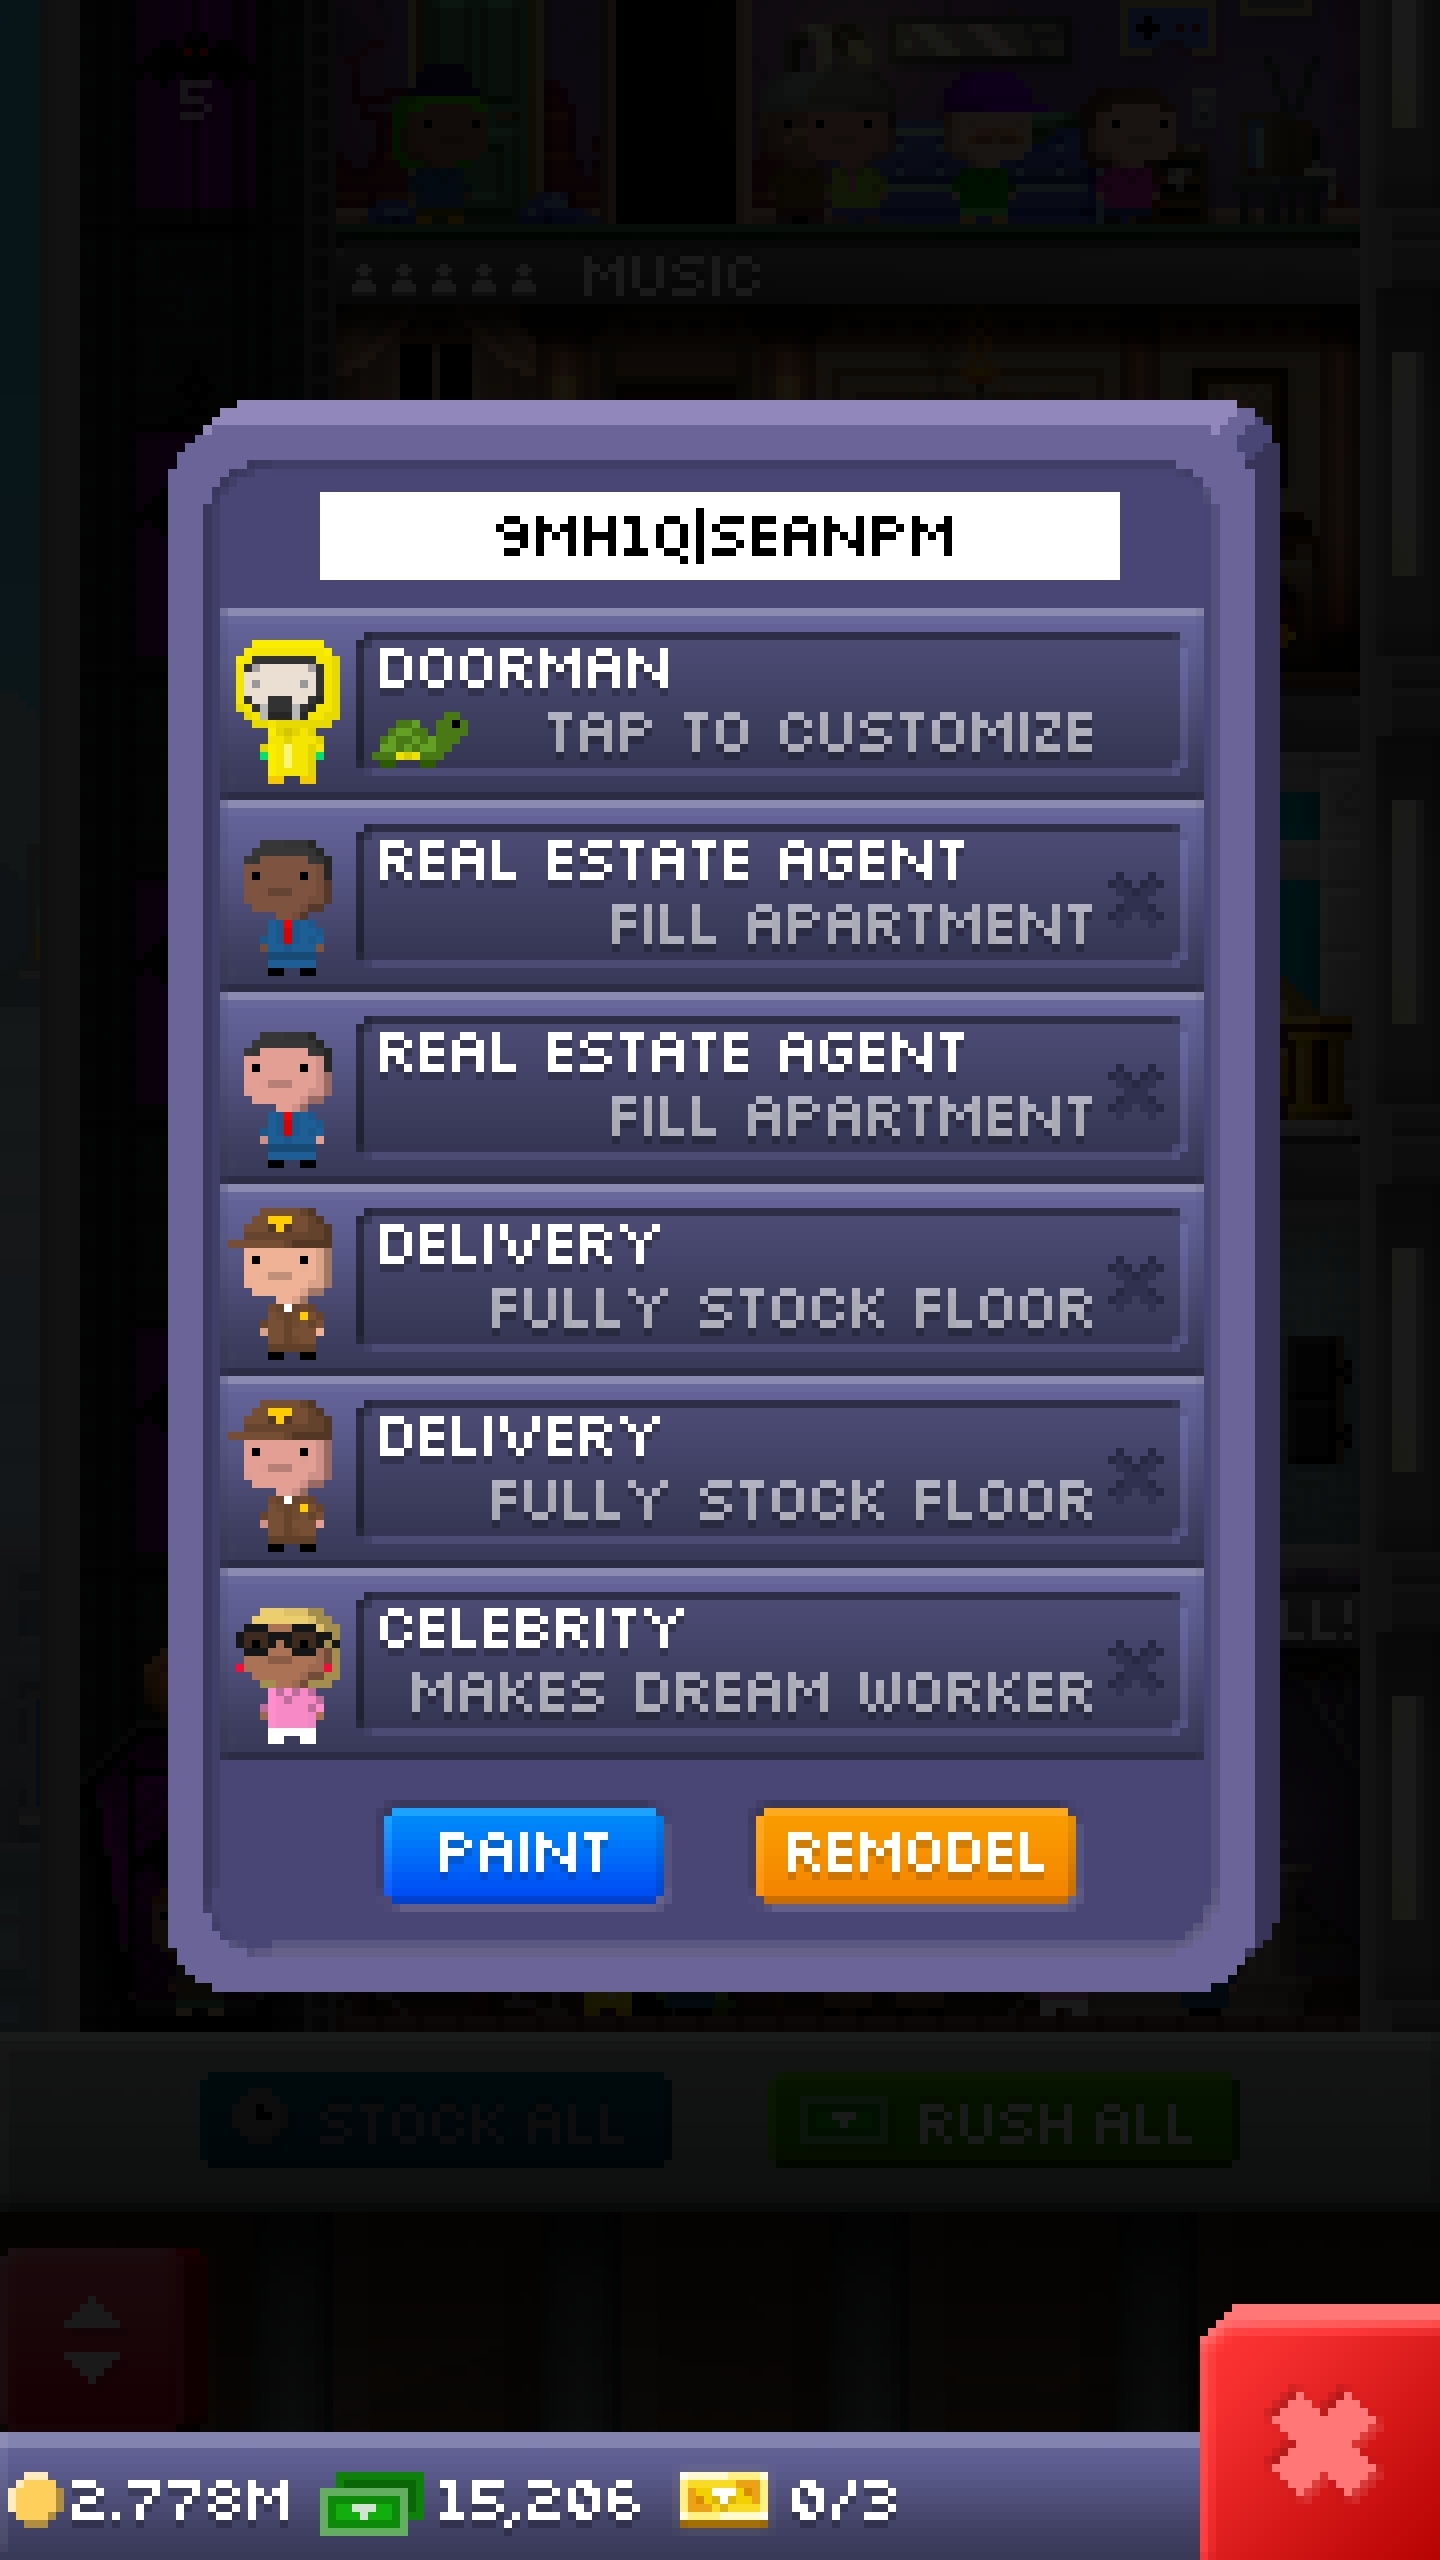 5
MUSIC
9MH1Q|SEANPM
DOORMAN
TAP TO CUSTOMIZE
REAL ESTATE AGENT
FILL APARTMENT
REAL ESTATE AGENT
FILL APARTMENT
DELIVERY
FULLY STOCK FLOOR
DELIVERY
FULLY STOCK FLOOR
CELEBRITY
MAKES DREAM WORKER
PAINT REMODEL
STOCK ALL RUSH ALL
2.778M 15,206 0/3